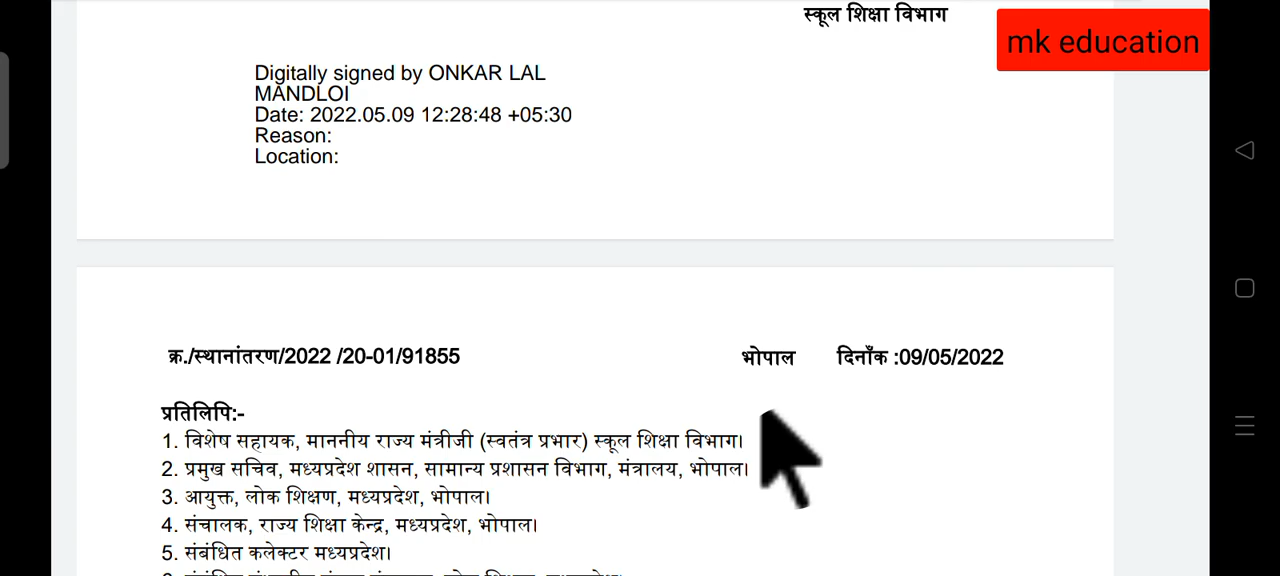 स्कूल शिक्षा विभाग
mk education
Digitally signed by ONKAR LAL
MANDLOI
Date: 2022.05.09 12:28:48 +05:30
Reason:
Location:
क्र./स्थानांतरण/2022 /20-01/91855 भोपाल दिनाँक :09/05/2022
प्रतिलिपि:-
1. विशेष सहायक, माननीय राज्य मंत्रीजी (स्वतंत्र प्रभार) स्कूल शिक्षा विभाग।
2. प्रमुख सचिव, मध्यप्रदेश शासन, सामान्य प्रशासन विभाग, मंत्रालय, भोपाल।
3. आयुक्त, लोक शिक्षण, मध्यप्रदेश, भोपाल।
4. संचालक, राज्य शिक्षा केन्द्र, मध्यप्रदेश, भोपाल।
5. संबंधित कलेक्टर मध्यप्रदेश।